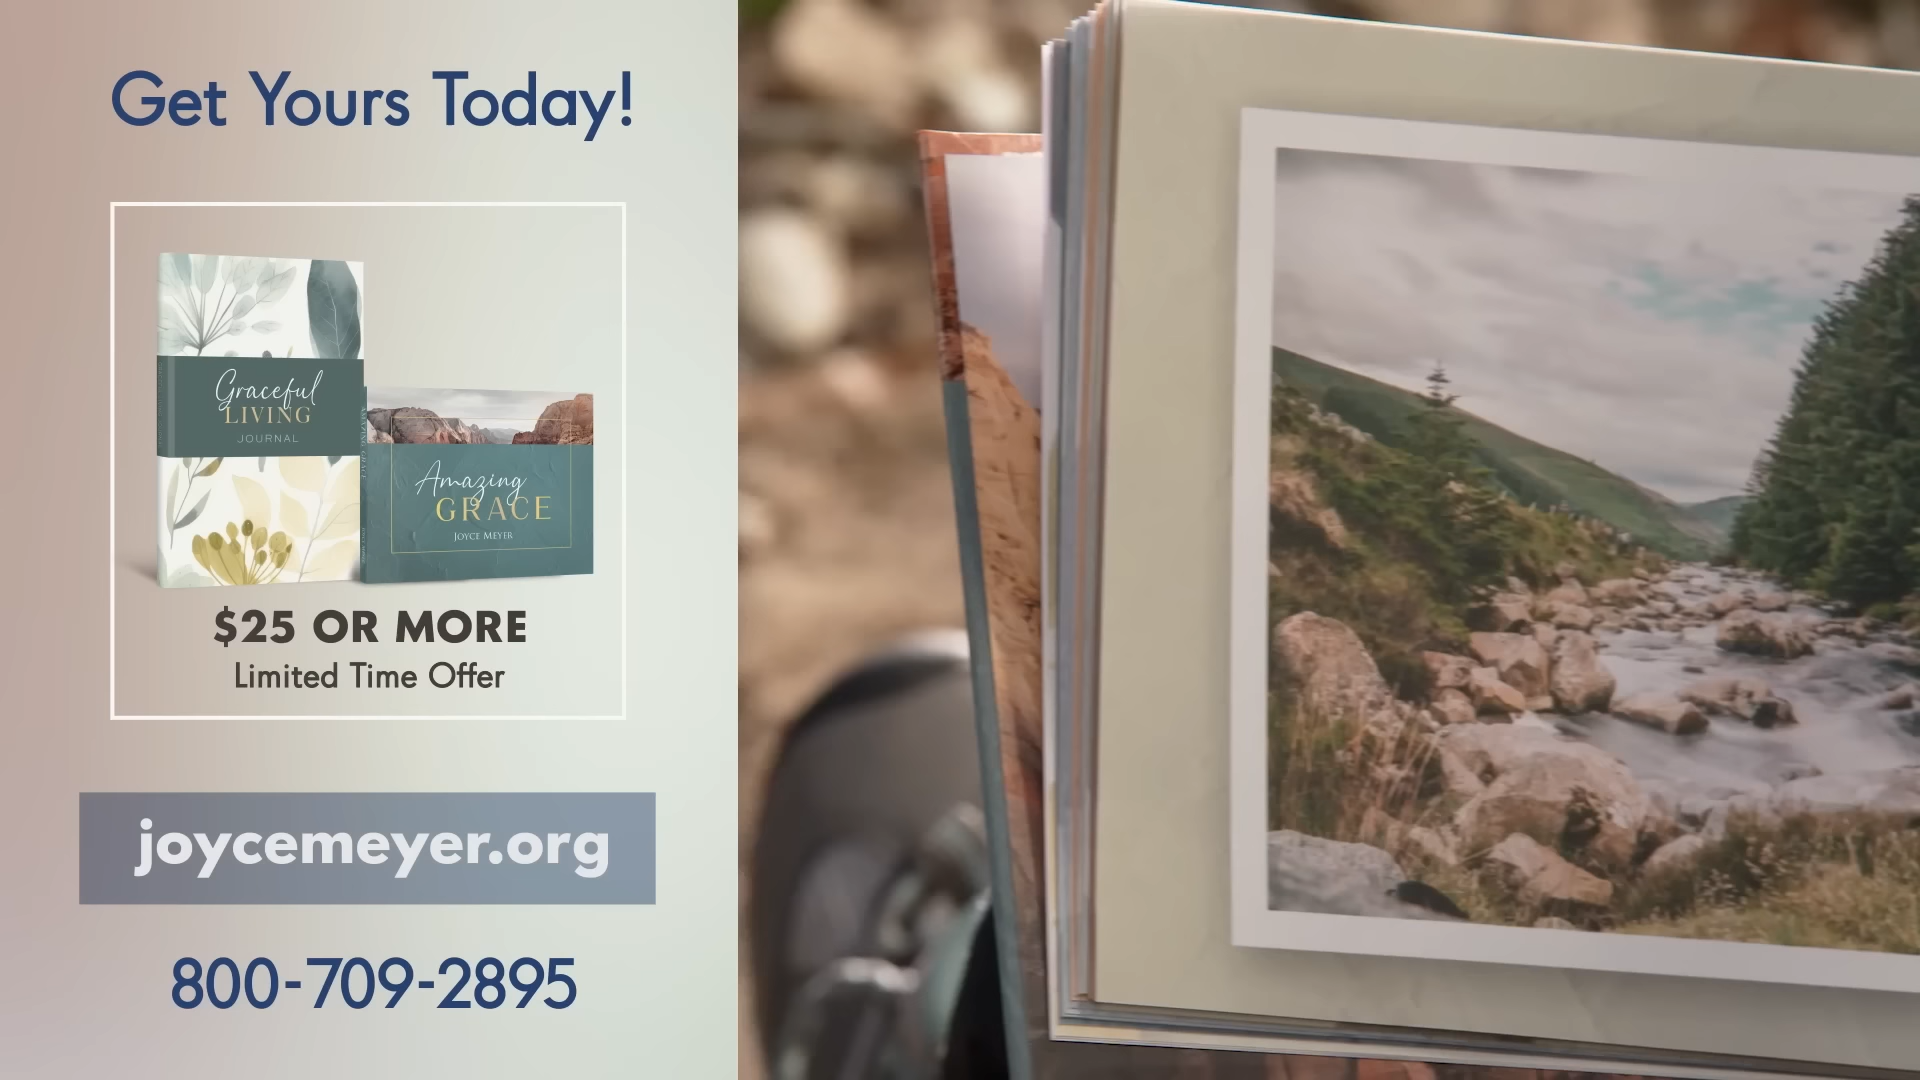 Get Yours Today!
Graceful
LIVING
JOURNAL
Amazing
GRACE
JOYCE MEYER
$25 OR MORE
Limited Time Offer
joycemeyer.org
800-709-2895